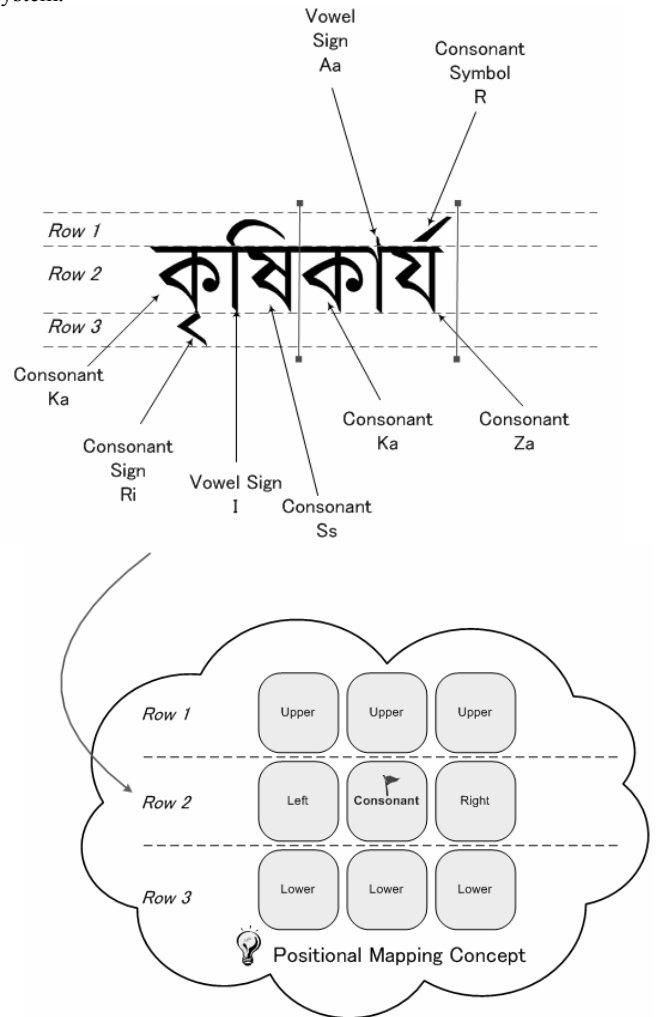 ystem.
Vowel
Sign
Aa
Consonant
Symbol
R
Row 1
Row 2
Row 3
কৃষিকার্য
Consonant
Ka
Consonant
Sign
Ri
Vowel Sign
I
Consonant
Ss
Consonant
Ka
Consonant
Za
Row 1
Upper Upper Upper
Row 2
Left Consonant Right
Row 3
Lower Lower Lower
Positional Mapping Concept